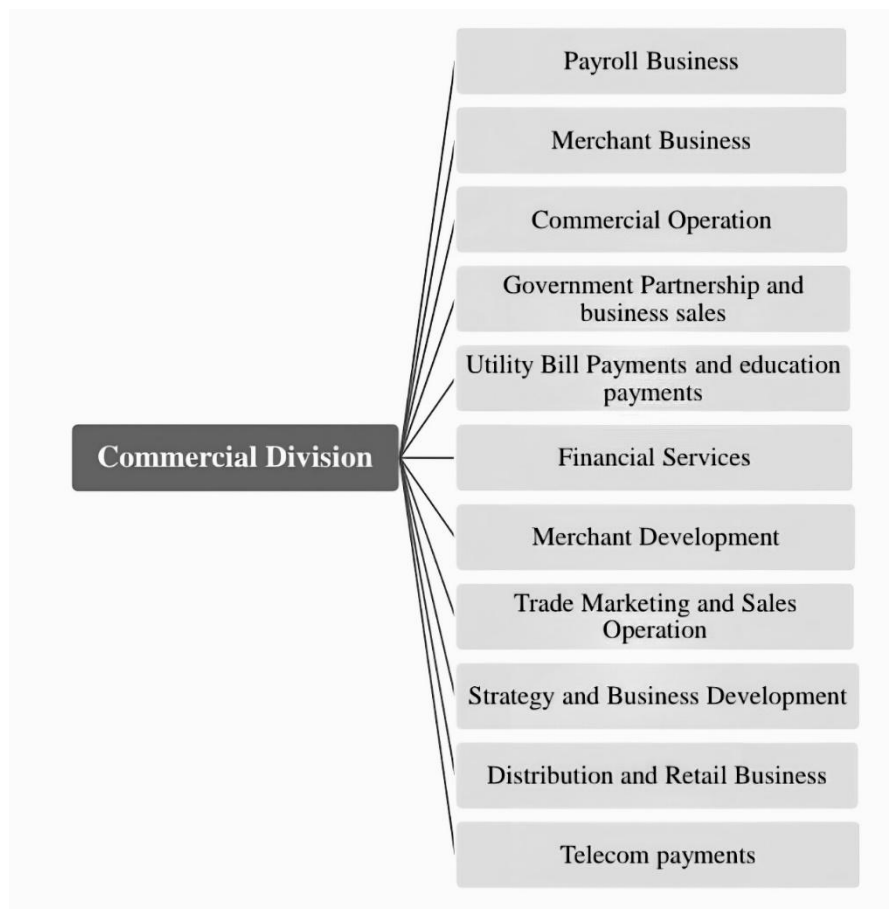 Payroll Business
Merchant Business
Commercial Operation
Government Partnership and
business sales
Utility Bill Payments and education
payments
Commercial Division
Financial Services
Merchant Development
Trade Marketing and Sales
Operation
Strategy and Business Development
Distribution and Retail Business
Telecom payments